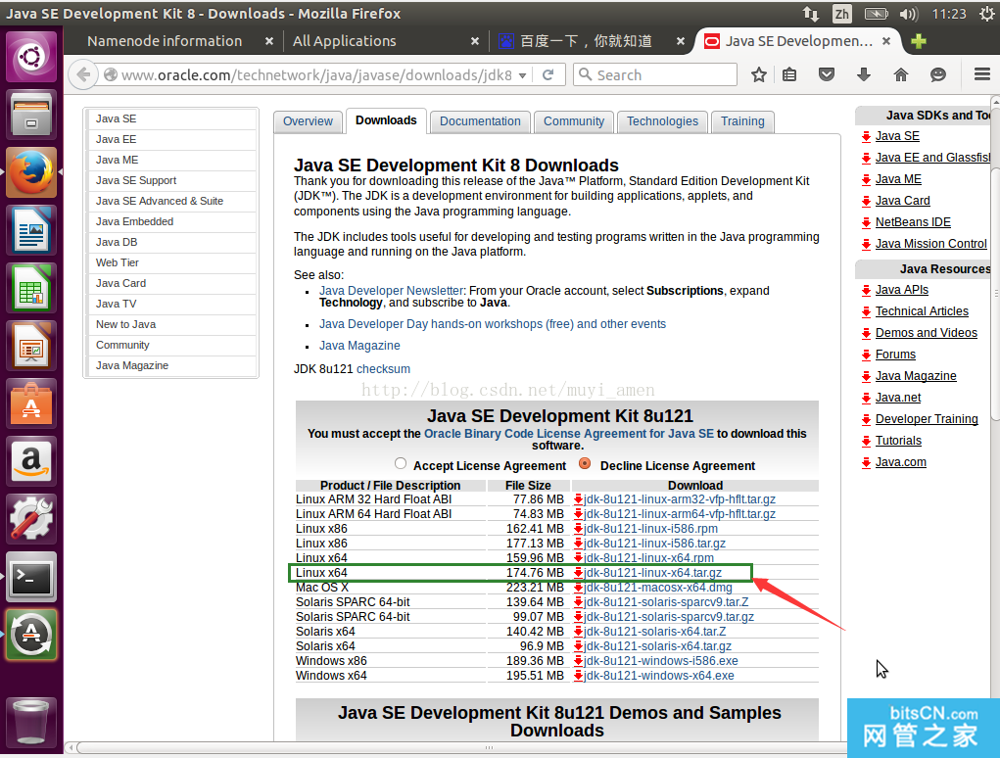 Java SE Development Kit 8 - Downloads - Mozilla Firefox
Zh
11:23
Namenode information
All Applications
百度一下，你就知道
Java SE Developmen...
www.oracle.com/technetwork/java/javase/downloads/jdk8
Search
Java SE
Java EE
Java ME
Java SE Support
Java SE Advanced & Suite
Java Embedded
Java DB
Web Tier
Java Card
Java TV
New to Java
Community
Java Magazine
Overview
Downloads
Documentation
Community
Technologies
Training
Java SE Development Kit 8 Downloads
Thank you for downloading this release of the Java™ Platform, Standard Edition Development Kit
(JDK™). The JDK is a development environment for building applications, applets, and
components using the Java programming language.
The JDK includes tools useful for developing and testing programs written in the Java programming
language and running on the Java platform.
See also:
Java Developer Newsletter: From your Oracle account, select Subscriptions, expand
Technology, and subscribe to Java.
Java Developer Day hands-on workshops (free) and other events
Java Magazine
JDK 8u121 checksum
http://blog.csdn.net/muyi_amen
Java SE Development Kit 8u121
You must accept the Oracle Binary Code License Agreement for Java SE to download this
software.
Accept License Agreement Decline License Agreement
Product / File Description File Size Download
Linux ARM 32 Hard Float ABI 77.86 MB jdk-8u121-linux-arm32-vfp-hflt.tar.gz
Linux ARM 64 Hard Float ABI 74.83 MB jdk-8u121-linux-arm64-vfp-hflt.tar.gz
Linux x86 162.41 MB jdk-8u121-linux-i586.rpm
Linux x86 177.13 MB jdk-8u121-linux-i586.tar.gz
Linux x64 159.96 MB jdk-8u121-linux-x64.rpm
Linux x64 174.76 MB jdk-8u121-linux-x64.tar.gz
Mac OS X 223.21 MB jdk-8u121-macosx-x64.dmg
Solaris SPARC 64-bit 139.64 MB jdk-8u121-solaris-sparcv9.tar.Z
Solaris SPARC 64-bit 99.07 MB jdk-8u121-solaris-sparcv9.tar.gz
Solaris x64 140.42 MB jdk-8u121-solaris-x64.tar.Z
Solaris x64 96.9 MB jdk-8u121-solaris-x64.tar.gz
Windows x86 189.36 MB jdk-8u121-windows-i586.exe
Windows x64 195.51 MB jdk-8u121-windows-x64.exe
Java SE Development Kit 8u121 Demos and Samples
Downloads
Java SDKs and Too
Java SE
Java EE and Glassfish
Java ME
Java Card
NetBeans IDE
Java Mission Control
Java Resources
Java APIs
Technical Articles
Demos and Videos
Forums
Java Magazine
Java.net
Developer Training
Tutorials
Java.com
bitsCN.com
网管之家